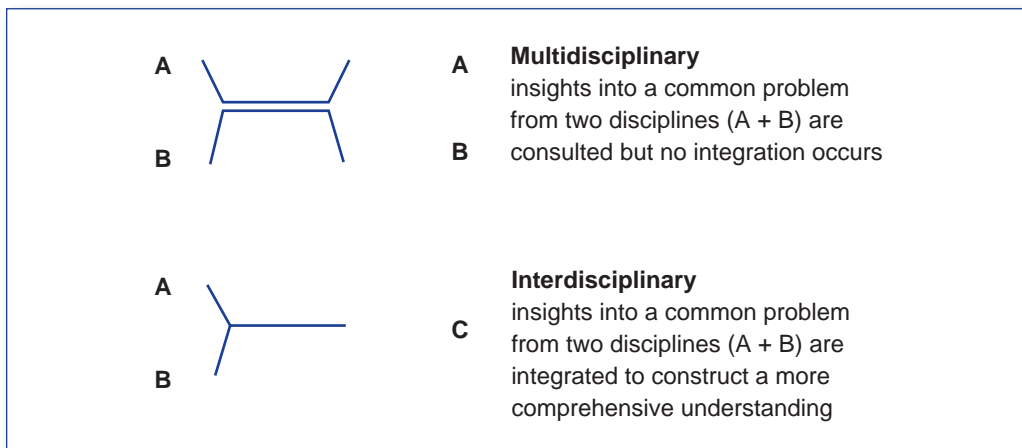 A
B
A
B
Multidisciplinary
insights into a common problem
from two disciplines (A + B) are
consulted but no integration occurs
A
B
C
Interdisciplinary
insights into a common problem
from two disciplines (A + B) are
integrated to construct a more
comprehensive understanding